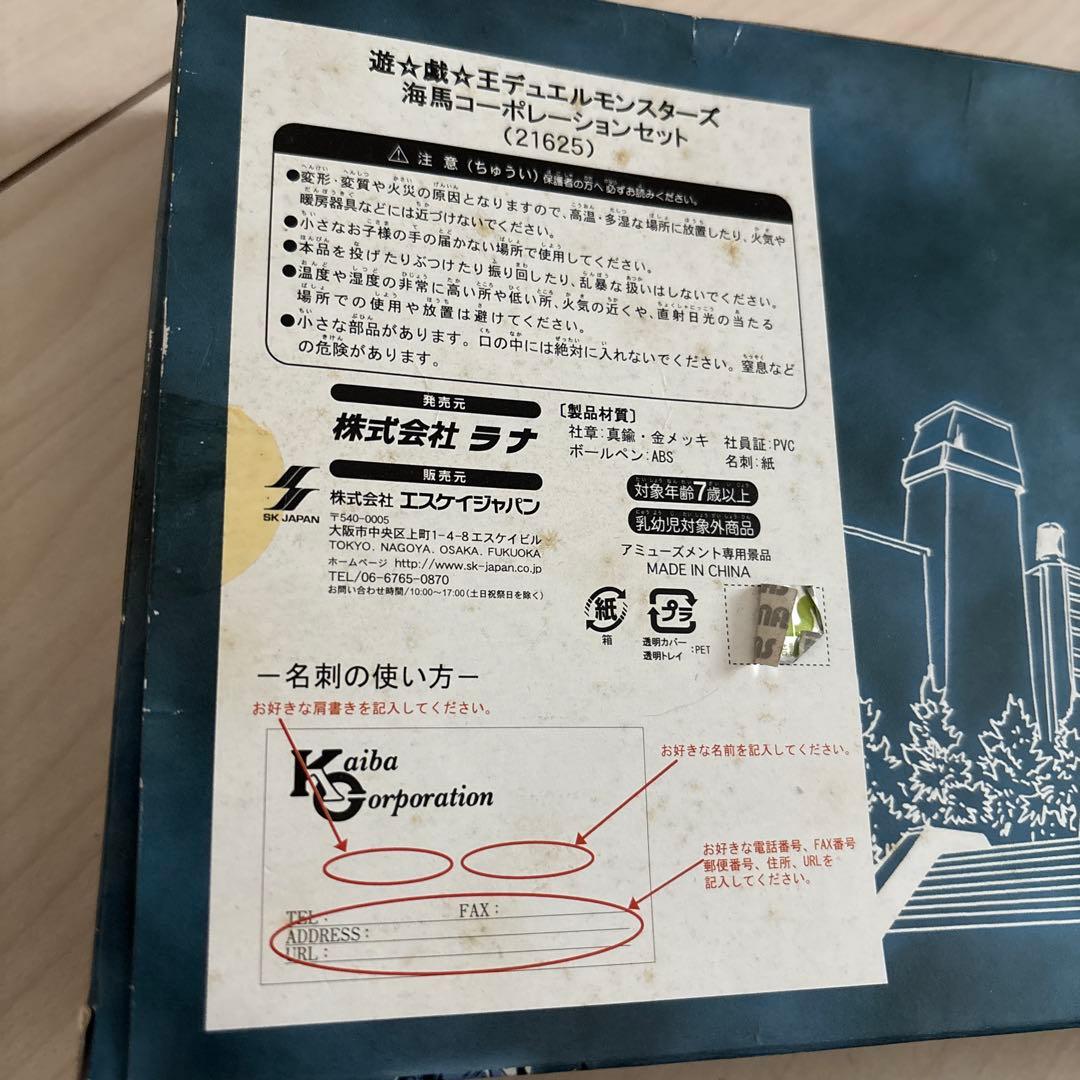 遊☆戯☆王デュエルモンスターズ
海馬コーポレーションセット
(21625)
⚠ 注 意 (ちゅうい) 保護者の方へ 必ずお読みください。
●変形・変質や火災の原因となりますので、高温・多湿な場所に放置したり、火気や
暖房器具などには近づけないでください。
●小さなお子様の手の届かない場所で使用してください。
●本品を投げたりぶつけたり振り回したり、乱暴な扱いはしないでください。
●温度や湿度の非常に高い所や低い所、火気の近くや、直射日光の当たる
場所での使用や放置は避けてください。
●小さな部品があります。口の中には絶対に入れないでください。窒息など
の危険があります。
発売元
株式会社 ラナ
販売元
SK JAPAN
株式会社 エスケイジャパン
〒540-0005
大阪市中央区上町1-4-8エスケイビル
TOKYO. NAGOYA. OSAKA. FUKUOKA
ホームページ http://www.sk-japan.co.jp
TEL/06-6765-0870
お問い合わせ時間/10:00～17:00(土日祝祭日を除く)
〔製品材質〕
社章:真鍮・金メッキ 社員証:PVC
ボールペン:ABS 名刺:紙
対象年齢7歳以上
乳幼児対象外商品
アミューズメント専用景品
MADE IN CHINA
紙
箱
プラ
透明カバー
透明トレイ :PET
－名刺の使い方－
お好きな肩書きを記入してください。
お好きな名前を記入してください。
Kaiba
Corporation
お好きな電話番号、FAX番号
郵便番号、住所、URLを
記入してください。
TEL: FAX:
ADDRESS:
URL: